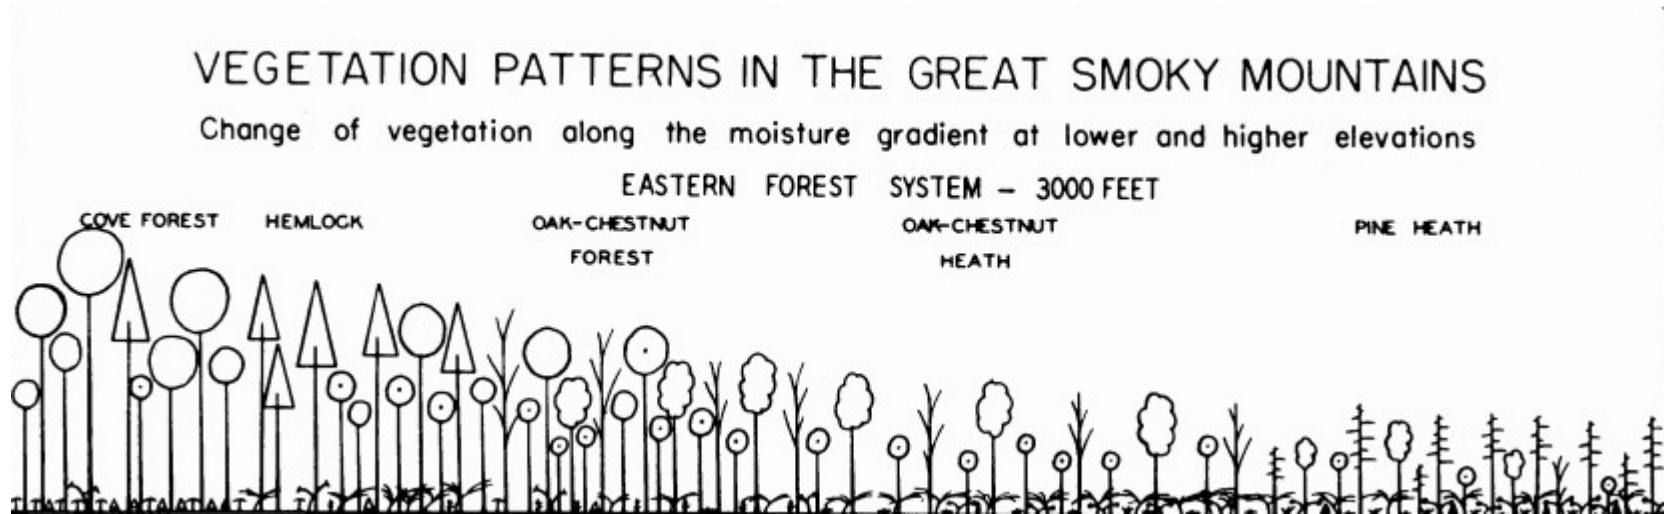 VEGETATION PATTERNS IN THE GREAT SMOKY MOUNTAINS
Change of vegetation along the moisture gradient at lower and higher elevations
EASTERN FOREST SYSTEM – 3000 FEET
COVE FOREST HEMLOCK OAK-CHESTNUT FOREST OAK-CHESTNUT HEATH PINE HEATH